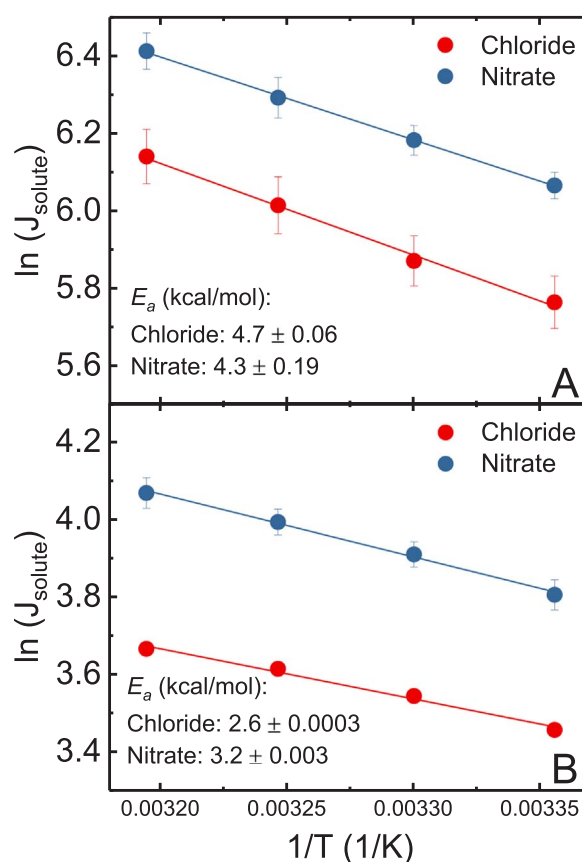 Chloride
Nitrate
6.4
6.2
6.0
5.8
5.6
ln (J_solute)
E_a (kcal/mol):
Chloride: 4.7 ± 0.06
Nitrate: 4.3 ± 0.19
A
Chloride
Nitrate
4.2
4.0
3.8
3.6
3.4
ln (J_solute)
E_a (kcal/mol):
Chloride: 2.6 ± 0.0003
Nitrate: 3.2 ± 0.003
B
0.00320 0.00325 0.00330 0.00335
1/T (1/K)